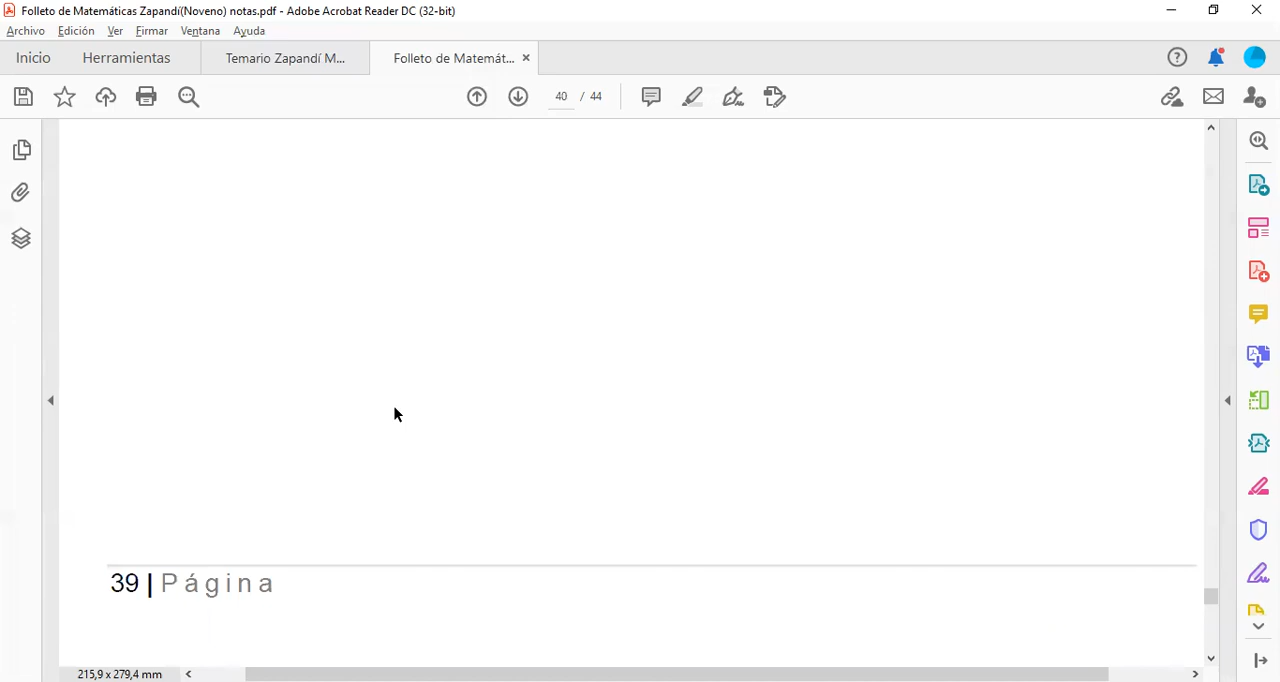 Folleto de Matemáticas Zapandí(Noveno) notas.pdf - Adobe Acrobat Reader DC (32-bit)
Archivo Edición Ver Firmar Ventana Ayuda
Inicio Herramientas Temario Zapandí M... Folleto de Matemát... ×
40 / 44
39 | Página
215,9 x 279,4 mm